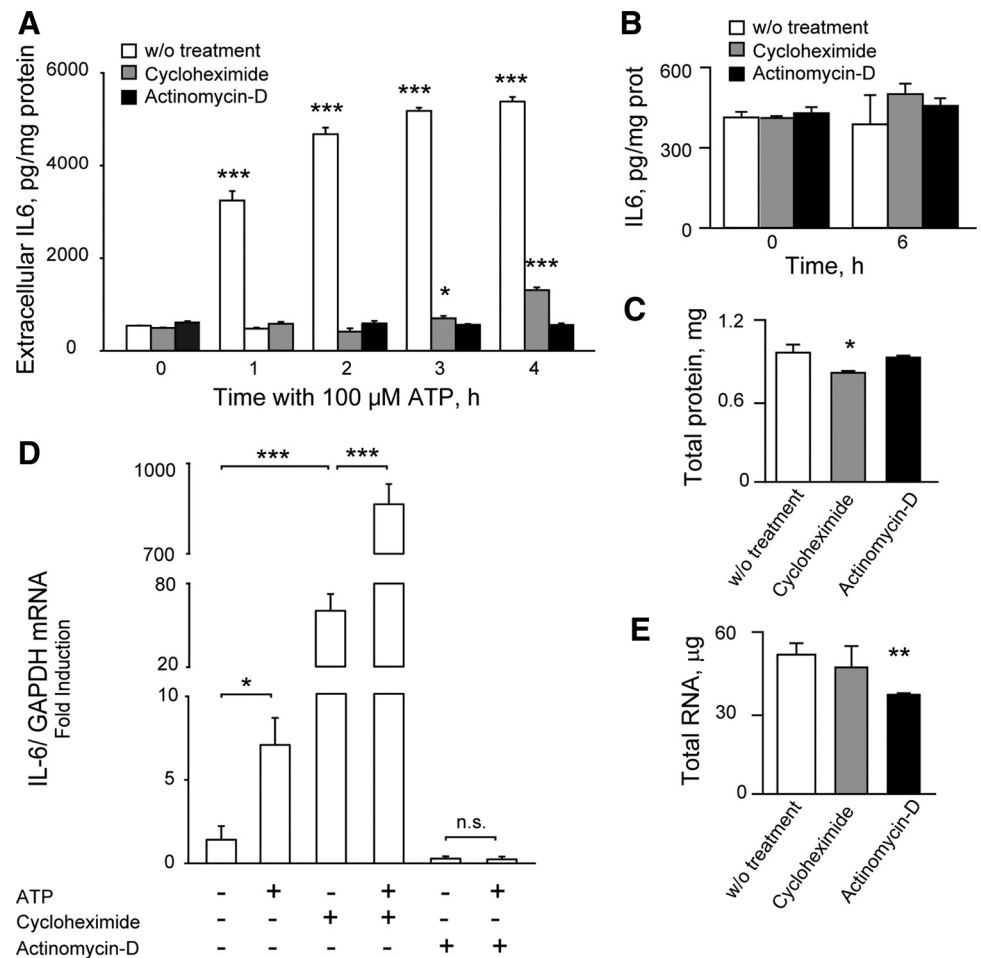 A
w/o treatment
Cycloheximide
Actinomycin-D
Extracellular IL6, pg/mg protein
6000
4000
2000
0
***
***
***
***
*
***
0 1 2 3 4
Time with 100 µM ATP, h
B
w/o treatment
Cycloheximide
Actinomycin-D
IL6, pg/mg prot
600
300
0
0 6
Time, h
C
Total protein, mg
1.2
0.6
0
*
w/o treatment
Cycloheximide
Actinomycin-D
D
IL-6/ GAPDH mRNA
Fold Induction
1000
700
80
20
10
5
0
*** ***
*
n.s.
ATP - + - + - +
Cycloheximide - - + + - -
Actinomycin-D - - - - + +
E
Total RNA, µg
60
30
0
**
w/o treatment
Cycloheximide
Actinomycin-D